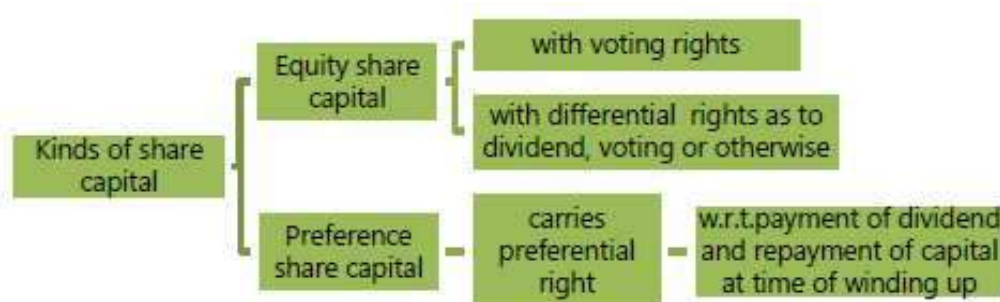 Kinds of share
capital
Equity share
capital
with voting rights
with differential rights as to
dividend, voting or otherwise
Preference
share capital
carries
preferential
right
w.r.t.payment of dividend
and repayment of capital
at time of winding up